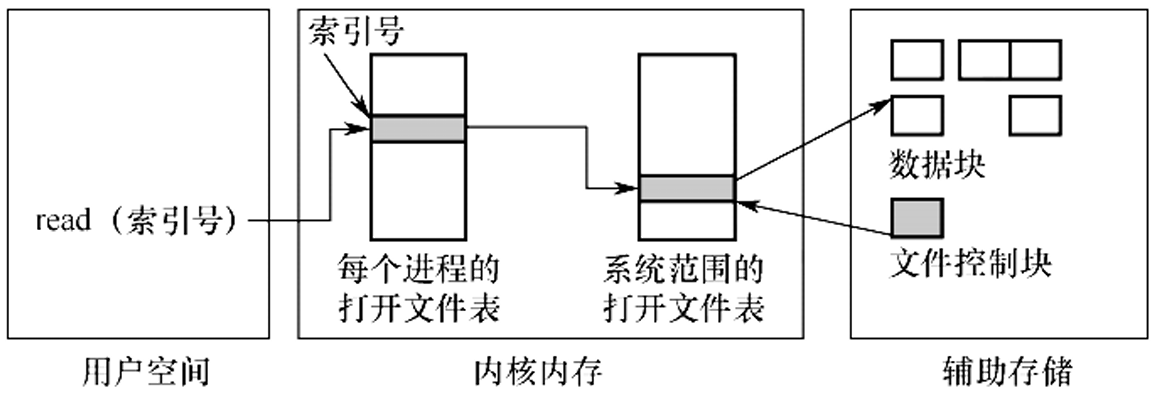 索引号
read（索引号）
每个进程的
打开文件表
系统范围的
打开文件表
数据块
文件控制块
用户空间
内核内存
辅助存储